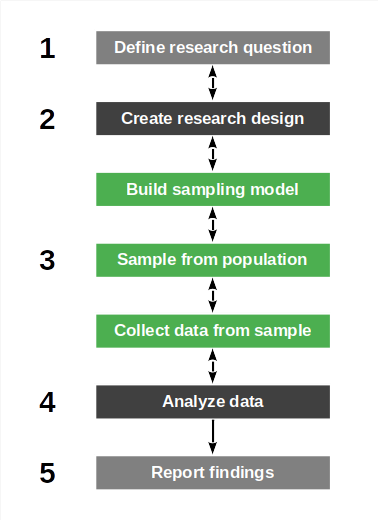 1 Define research question
2 Create research design
Build sampling model
3 Sample from population
Collect data from sample
4 Analyze data
5 Report findings